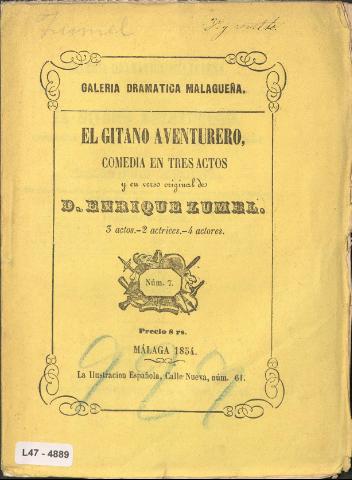 Zumel
GALERIA DRAMATICA MALAGUEÑA.
EL GITANO AVENTURERO,
COMEDIA EN TRES ACTOS
y en verso original de
D. ENRIQUE ZUMEL.
3 actos.-2 actrices.-4 actores.
Núm. 7.
Precio 8 rs.
MÁLAGA 1854.
La Ilustracion Española, Calle Nueva, núm. 61.
L47 - 4889